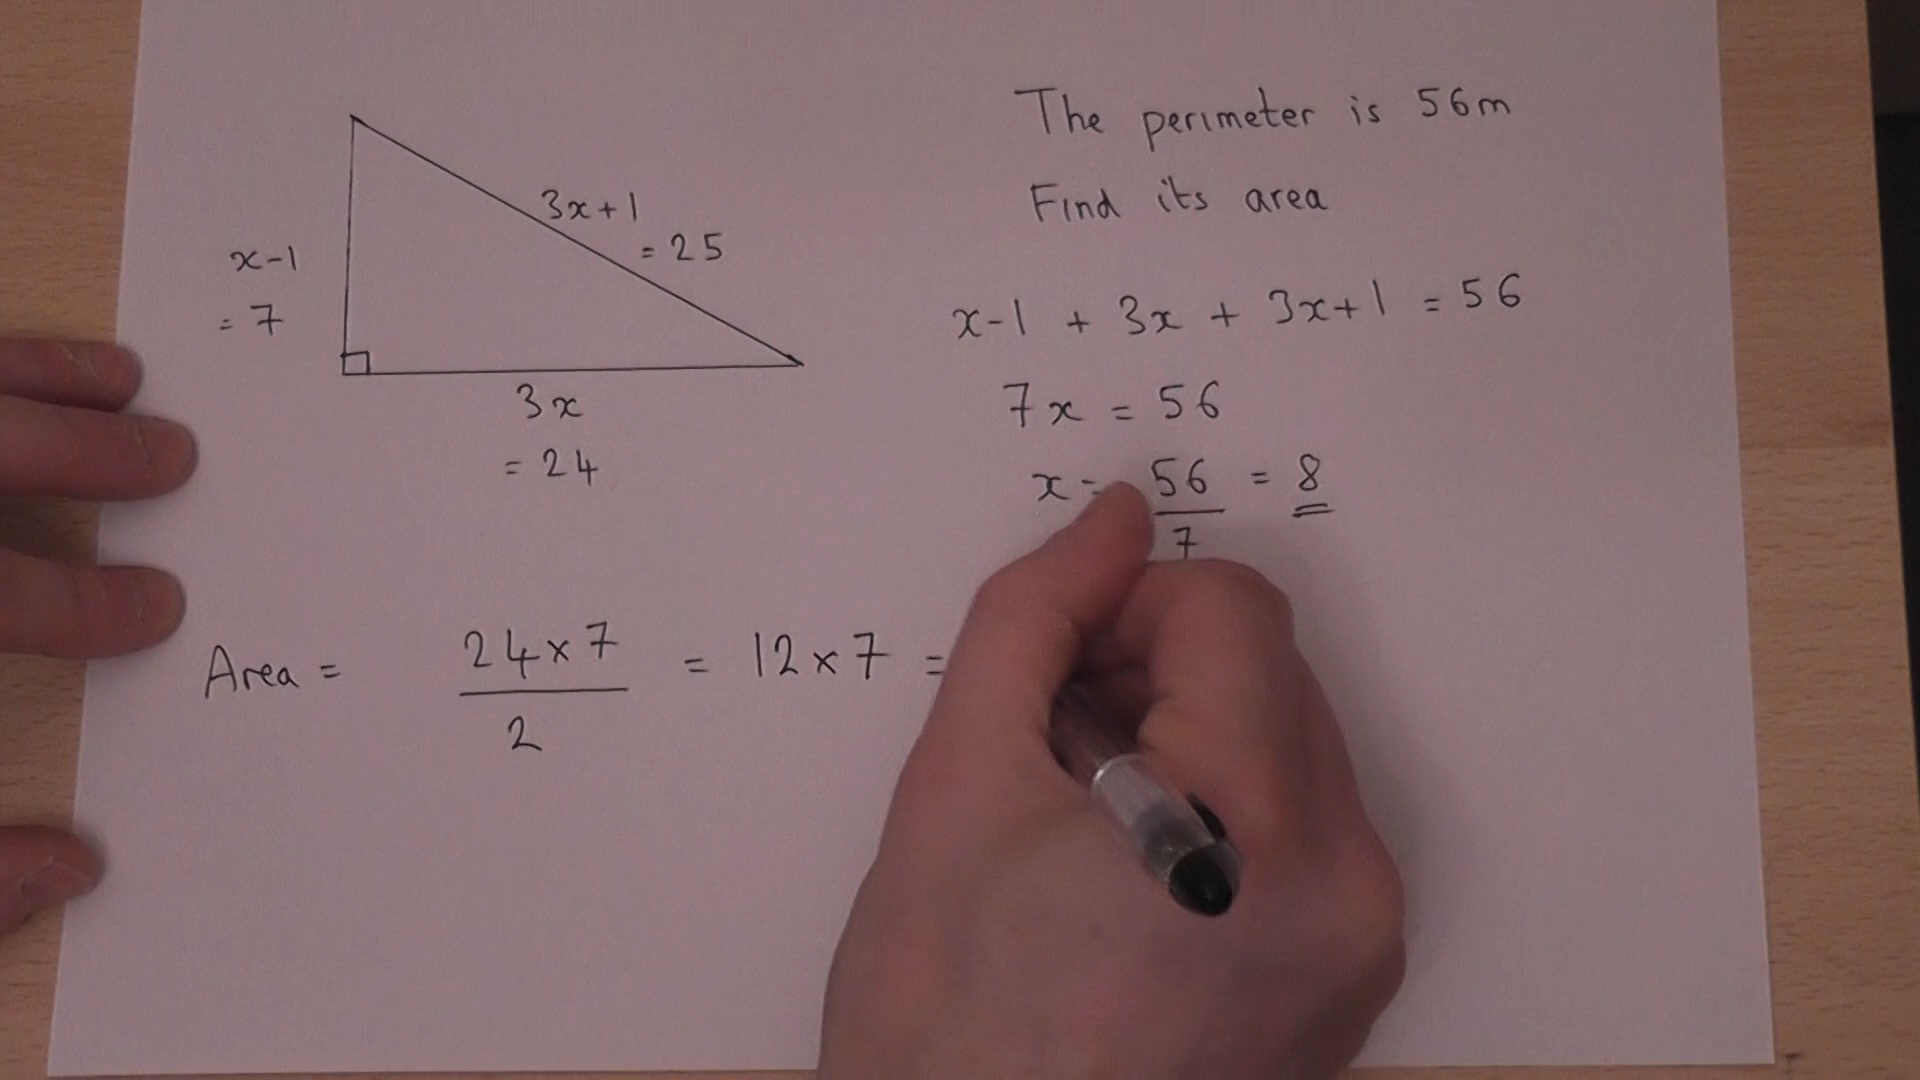 The perimeter is 56m
Find its area
3x+1
= 25
x-1
= 7
3x
= 24
x-1 + 3x + 3x+1 = 56
7x = 56
x = 56/7 = 8
Area = 24×7/2 = 12×7 =